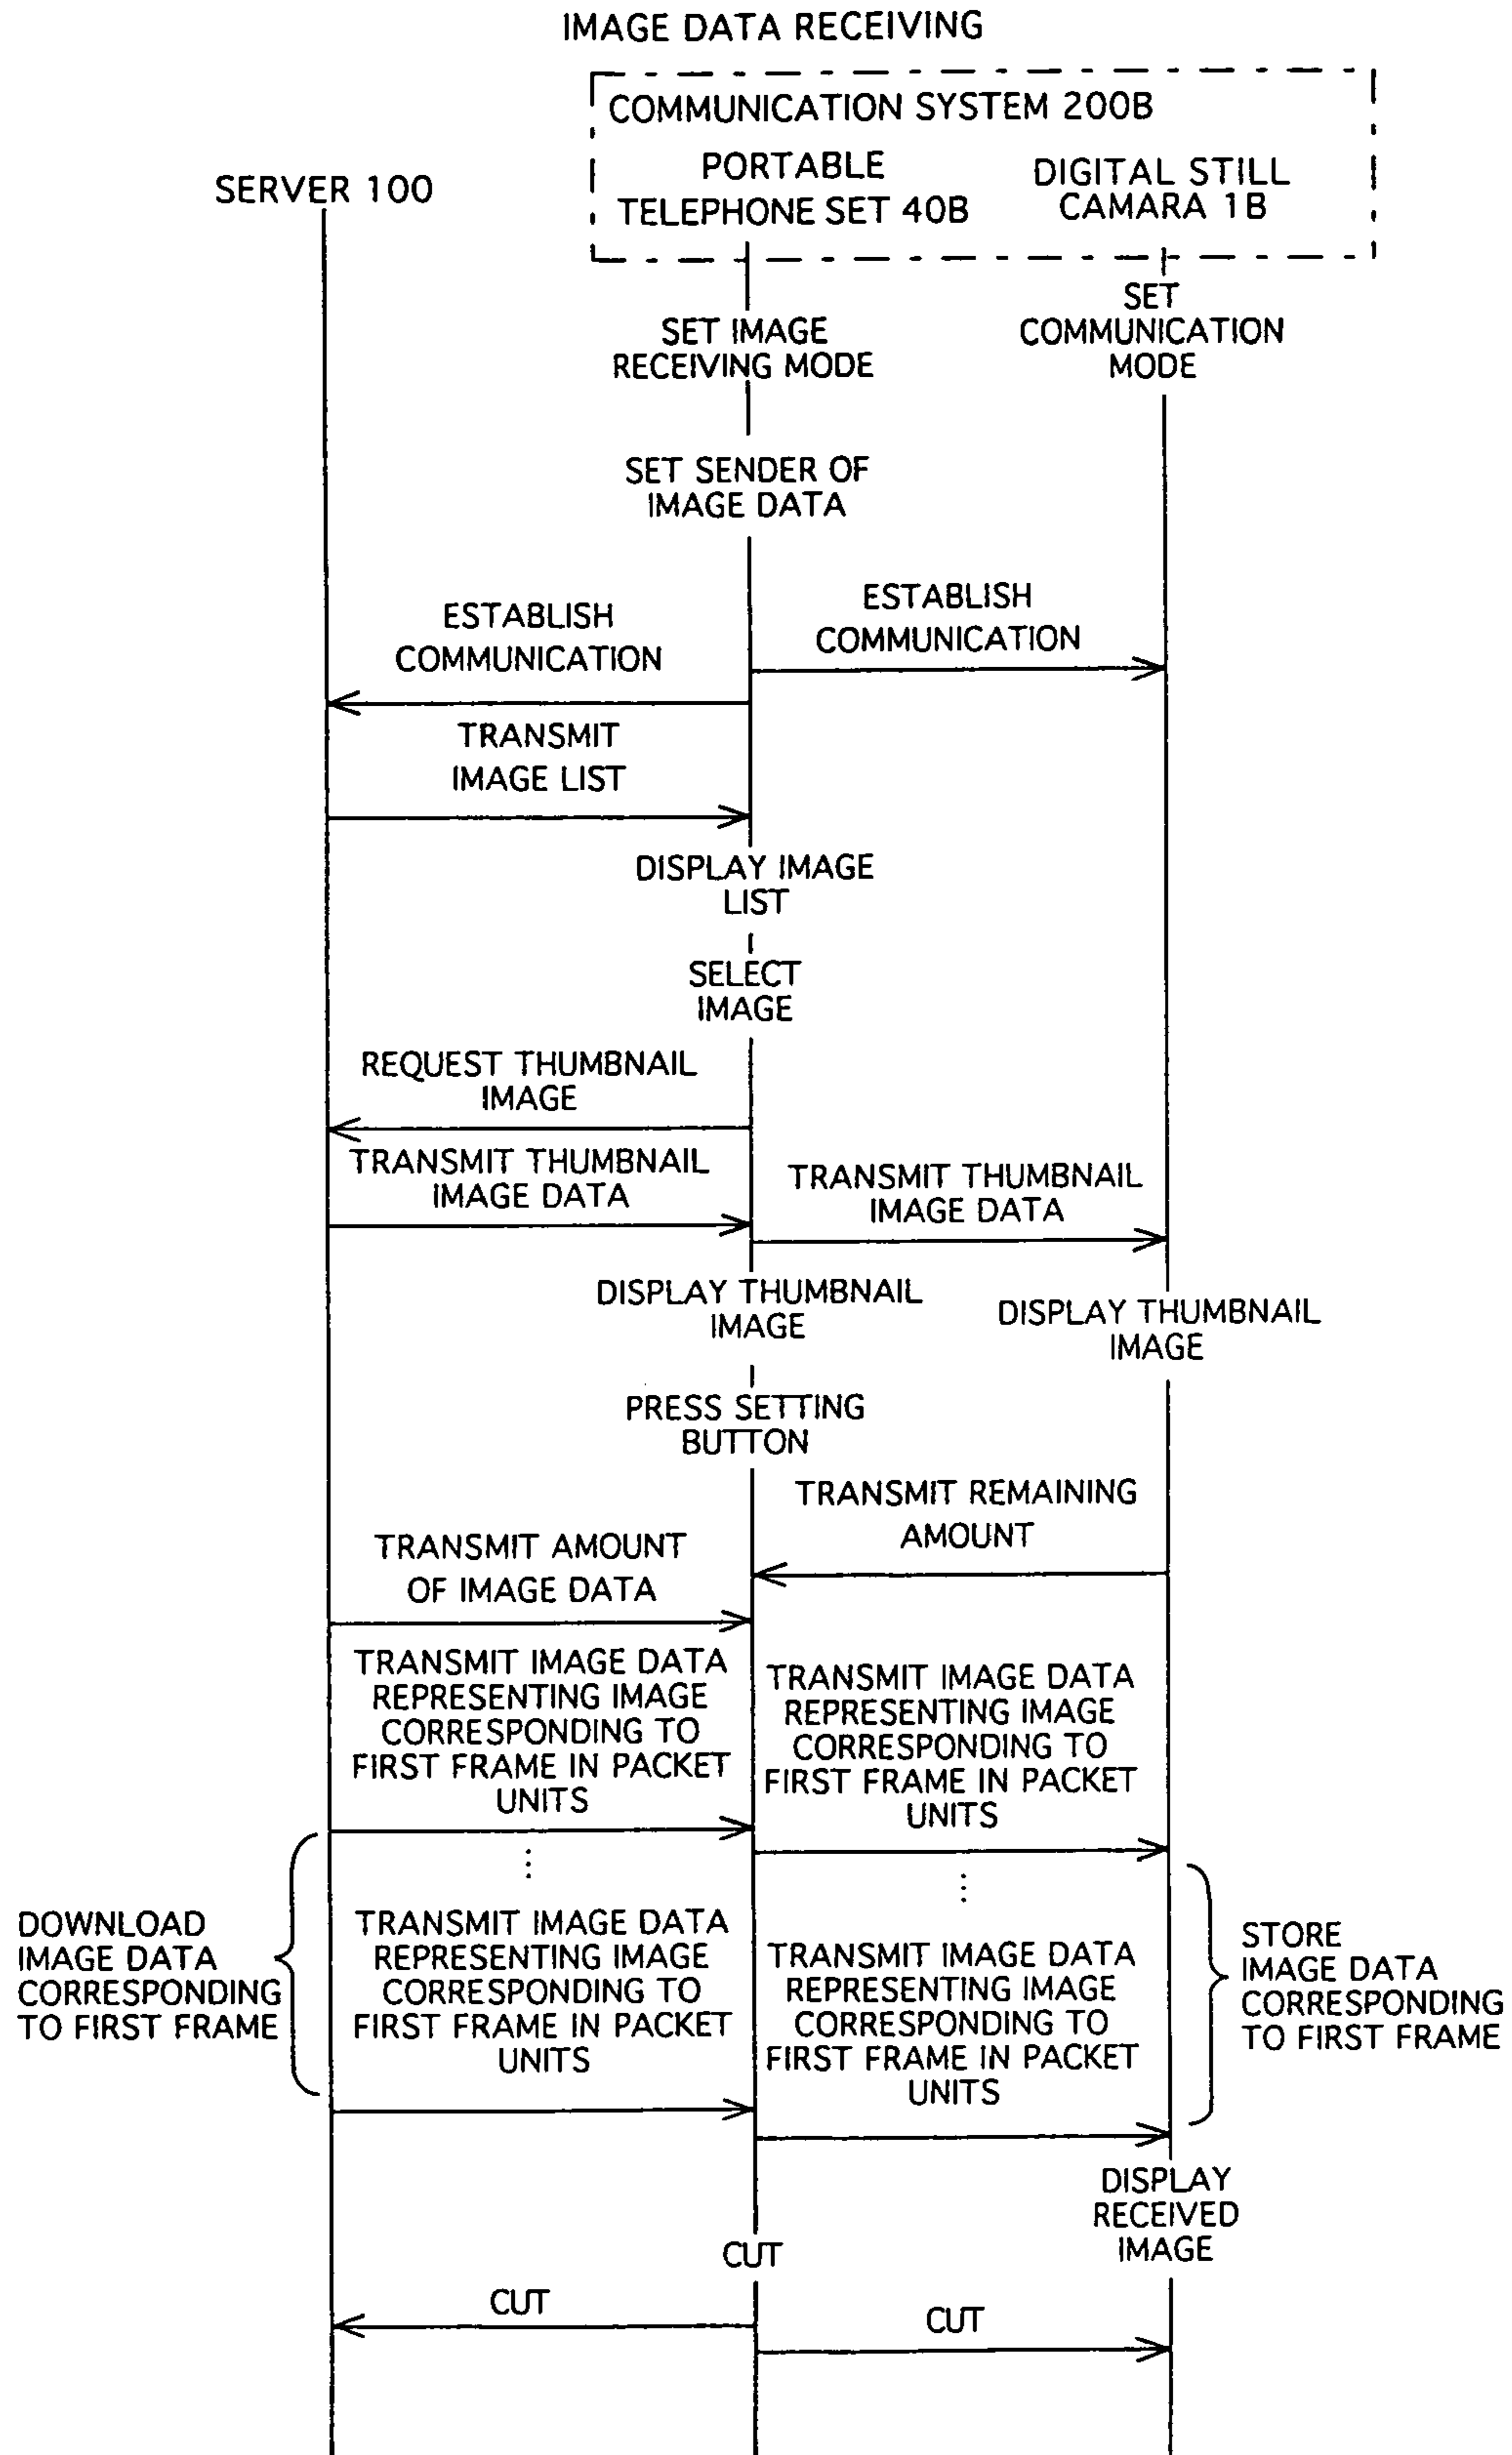 IMAGE DATA RECEIVING
COMMUNICATION SYSTEM 200B
SERVER 100
PORTABLE
TELEPHONE SET 40B
DIGITAL STILL
CAMARA 1B
SET IMAGE
RECEIVING MODE
SET
COMMUNICATION
MODE
SET SENDER OF
IMAGE DATA
ESTABLISH
COMMUNICATION
ESTABLISH
COMMUNICATION
TRANSMIT
IMAGE LIST
DISPLAY IMAGE
LIST
SELECT
IMAGE
REQUEST THUMBNAIL
IMAGE
TRANSMIT THUMBNAIL
IMAGE DATA
TRANSMIT THUMBNAIL
IMAGE DATA
DISPLAY THUMBNAIL
IMAGE
DISPLAY THUMBNAIL
IMAGE
PRESS SETTING
BUTTON
TRANSMIT REMAINING
AMOUNT
TRANSMIT AMOUNT
OF IMAGE DATA
TRANSMIT IMAGE DATA
REPRESENTING IMAGE
CORRESPONDING TO
FIRST FRAME IN PACKET
UNITS
TRANSMIT IMAGE DATA
REPRESENTING IMAGE
CORRESPONDING TO
FIRST FRAME IN PACKET
UNITS
DOWNLOAD
IMAGE DATA
CORRESPONDING
TO FIRST FRAME
TRANSMIT IMAGE DATA
REPRESENTING IMAGE
CORRESPONDING TO
FIRST FRAME IN PACKET
UNITS
TRANSMIT IMAGE DATA
REPRESENTING IMAGE
CORRESPONDING TO
FIRST FRAME IN PACKET
UNITS
STORE
IMAGE DATA
CORRESPONDING
TO FIRST FRAME
DISPLAY
RECEIVED
IMAGE
CUT
CUT
CUT